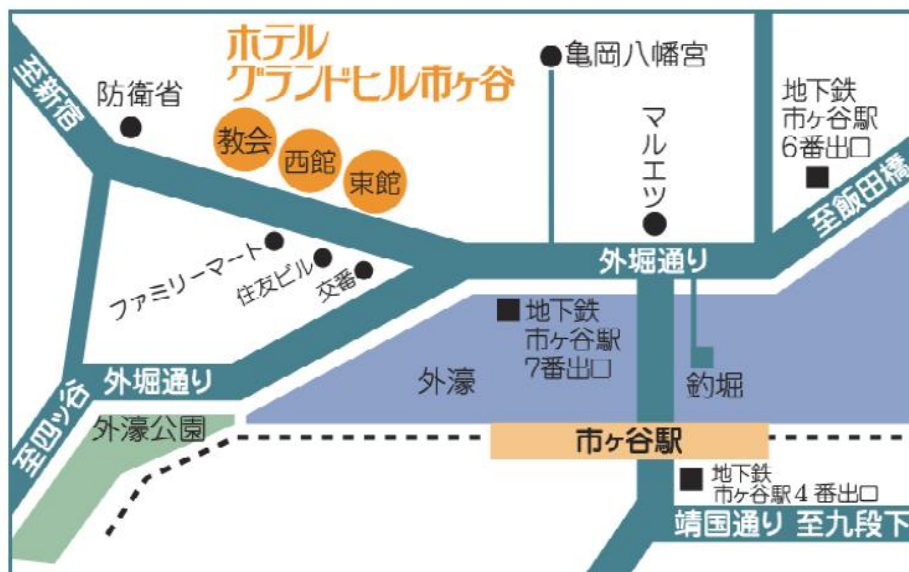 ホテル
グランドヒル市ヶ谷
亀岡八幡宮
至新宿
防衛省
教会
西館
東館
マルエツ
地下鉄
市ヶ谷駅
6番出口
至飯田橋
ファミリーマート
住友ビル
交番
外堀通り
地下鉄
市ヶ谷駅
7番出口
外濠
釣堀
外堀通り
至四ッ谷
外濠公園
市ヶ谷駅
地下鉄
市ヶ谷駅4番出口
靖国通り 至九段下